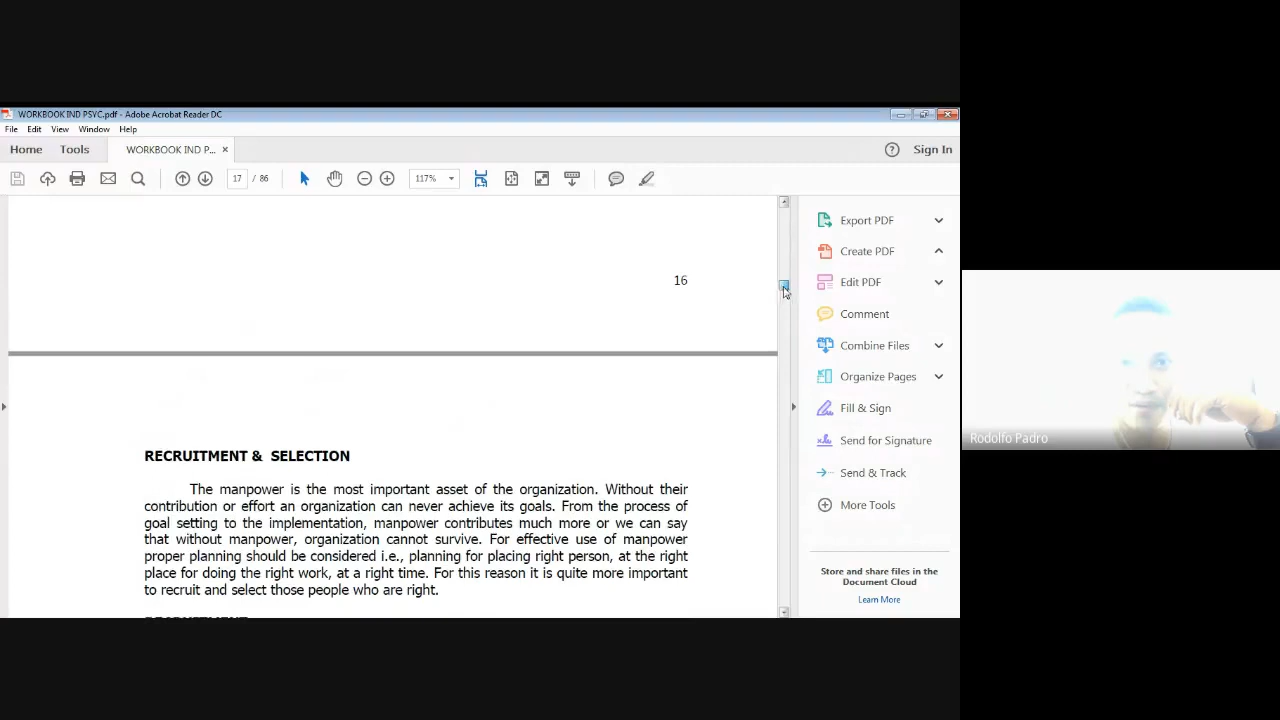 WORKBOOK IND PSYC.pdf - Adobe Acrobat Reader DC
File Edit View Window Help
Home Tools WORKBOOK IND P... × Sign In
17 / 86 117%
16
RECRUITMENT & SELECTION
The manpower is the most important asset of the organization. Without their
contribution or effort an organization can never achieve its goals. From the process of
goal setting to the implementation, manpower contributes much more or we can say
that without manpower, organization cannot survive. For effective use of manpower
proper planning should be considered i.e., planning for placing right person, at the right
place for doing the right work, at a right time. For this reason it is quite more important
to recruit and select those people who are right.
Export PDF
Create PDF
Edit PDF
Comment
Combine Files
Organize Pages
Fill & Sign
Send for Signature
Send & Track
More Tools
Store and share files in the
Document Cloud
Learn More
Rodolfo Padro